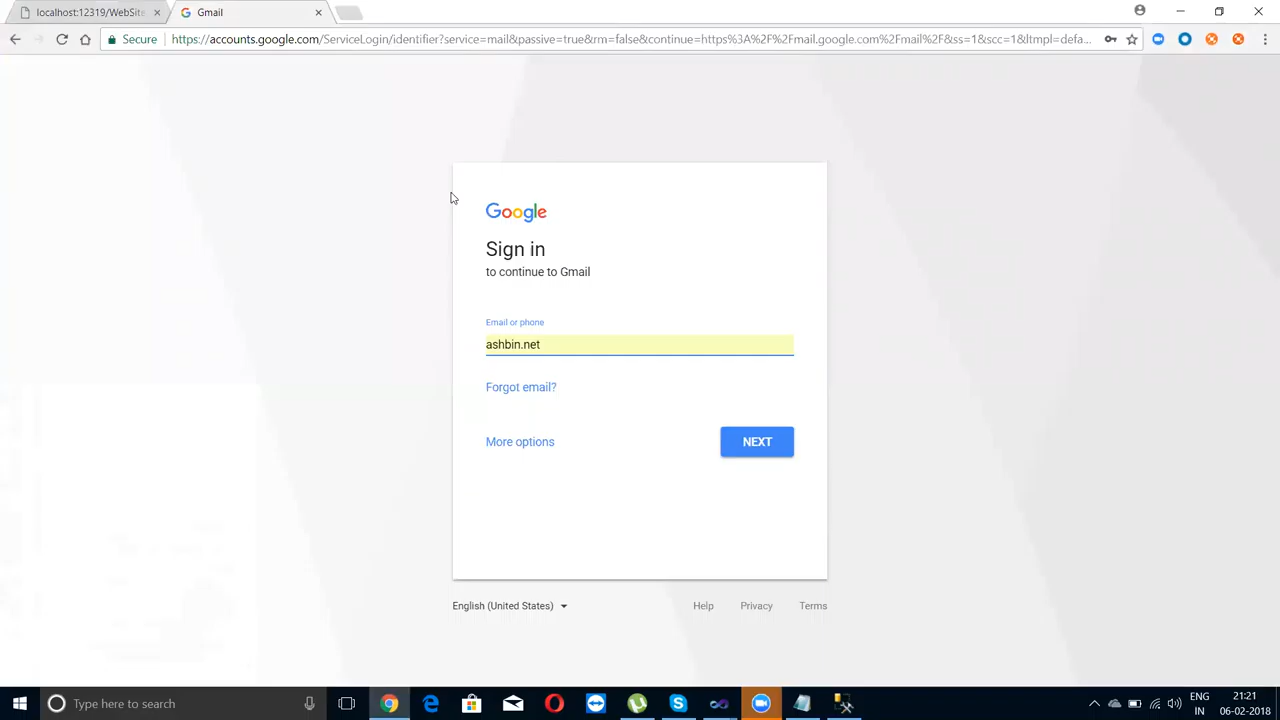 localhost:12319/WebSit
Gmail
Secure
https://accounts.google.com/ServiceLogin/identifier?service=mail&passive=true&rm=false&continue=https%3A%2F%2Fmail.google.com%2Fmail%2F&ss=1&scc=1&ltmpl=defa...
Google
Sign in
to continue to Gmail
Email or phone
ashbin.net
Forgot email?
More options
NEXT
English (United States)
Help
Privacy
Terms
Type here to search
ENG
IN
21:21
06-02-2018